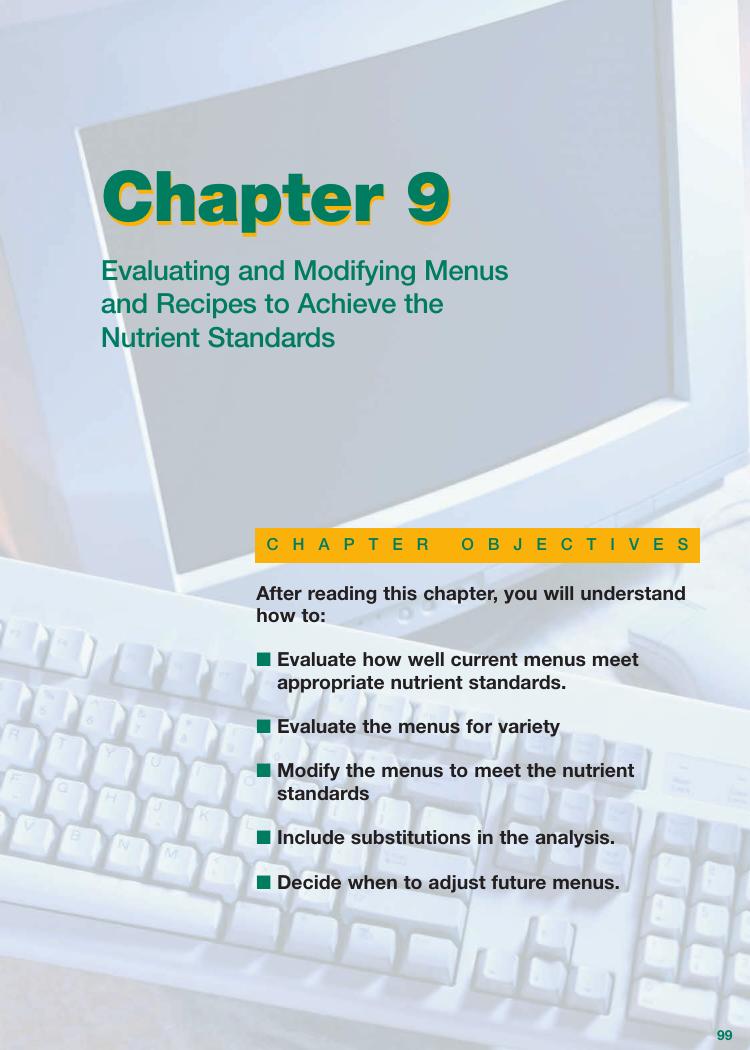 Chapter 9
Evaluating and Modifying Menus
and Recipes to Achieve the
Nutrient Standards
CHAPTER OBJECTIVES
After reading this chapter, you will understand
how to:
■ Evaluate how well current menus meet
appropriate nutrient standards.
■ Evaluate the menus for variety
■ Modify the menus to meet the nutrient
standards
■ Include substitutions in the analysis.
■ Decide when to adjust future menus.
99